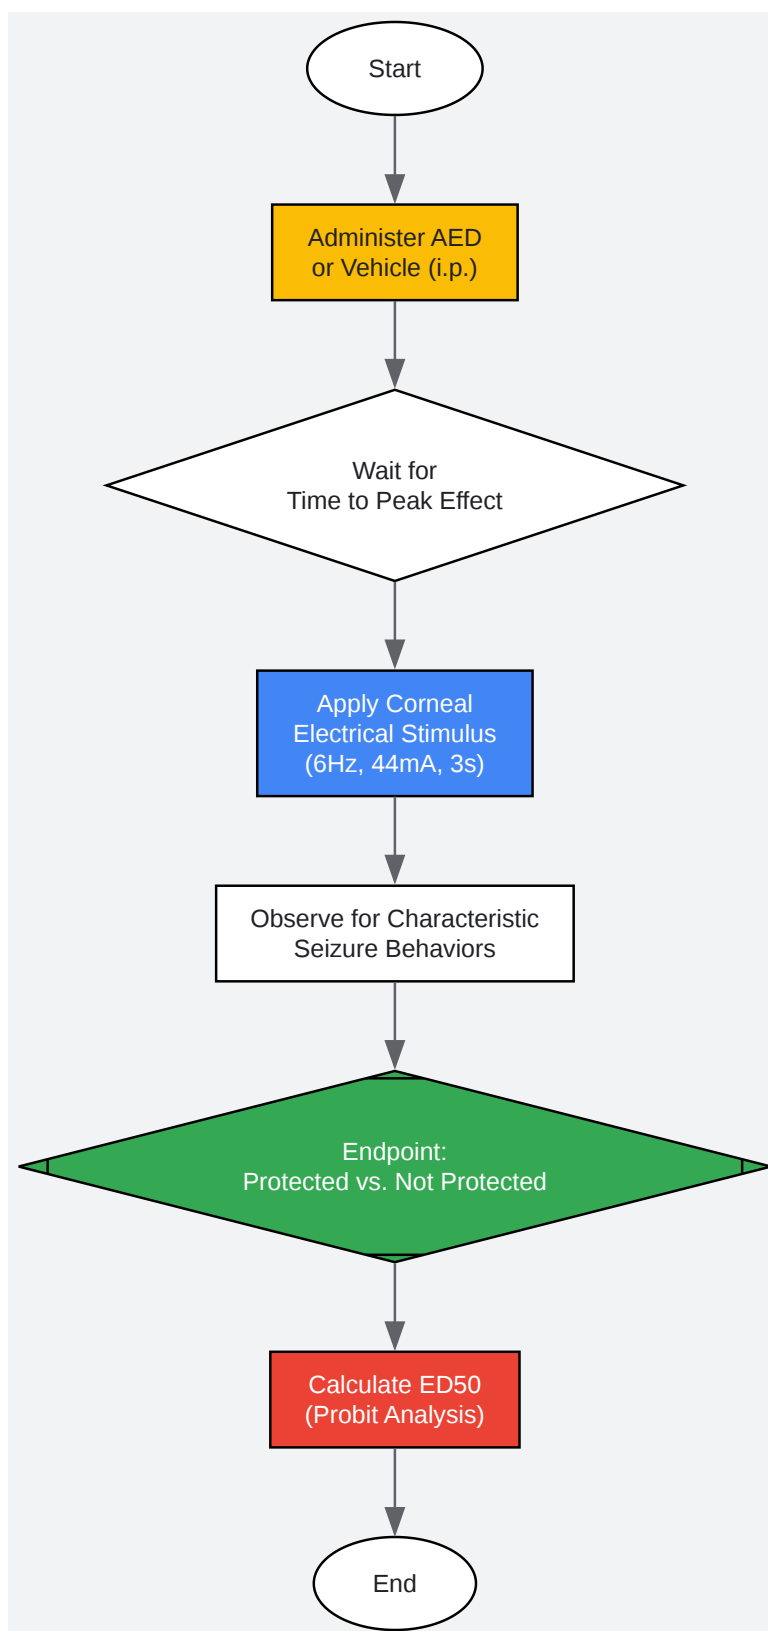 Start
Administer AED
or Vehicle (i.p.)
Wait for
Time to Peak Effect
Apply Corneal
Electrical Stimulus
(6Hz, 44mA, 3s)
Observe for Characteristic
Seizure Behaviors
Endpoint:
Protected vs. Not Protected
Calculate ED50
(Probit Analysis)
End